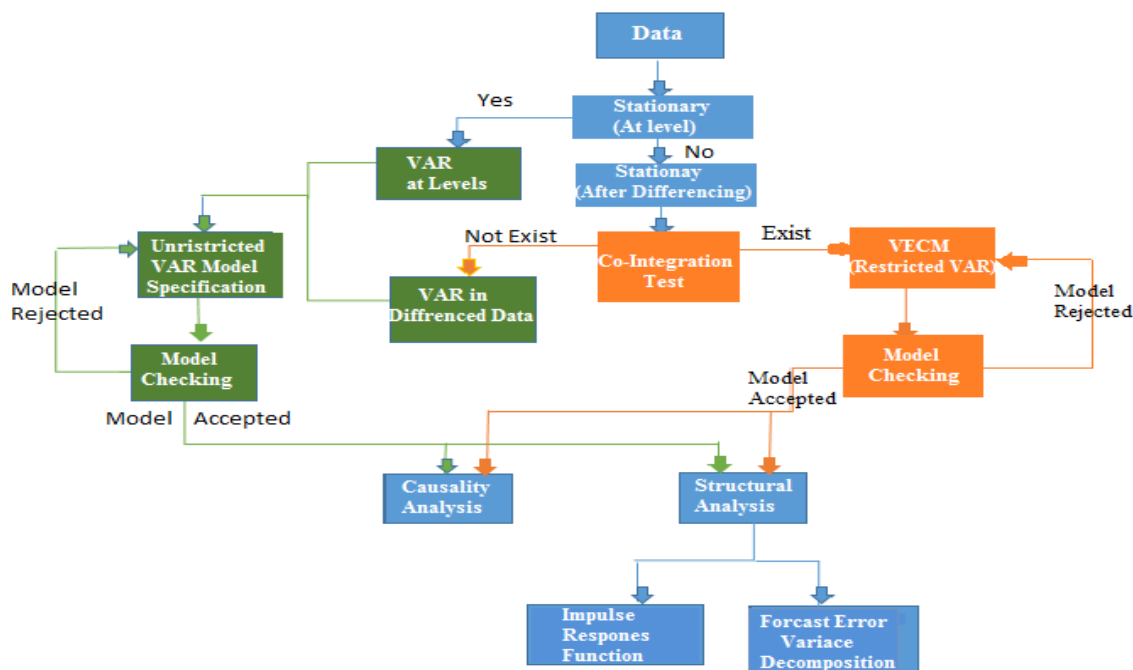 Data
Yes
Stationary
(At level)
No
VAR
at Levels
Stationay
(After Differencing)
Not Exist
Exist
Unristricted
VAR Model
Specification
Co-Integration
Test
VECM
(Restricted VAR)
Model
Rejected
VAR in
Diffrenced Data
Model
Rejected
Model
Checking
Model
Checking
Model
Accepted
Model Accepted
Causality
Analysis
Structural
Analysis
Impulse
Respones
Function
Forcast Error
Variace
Decomposition